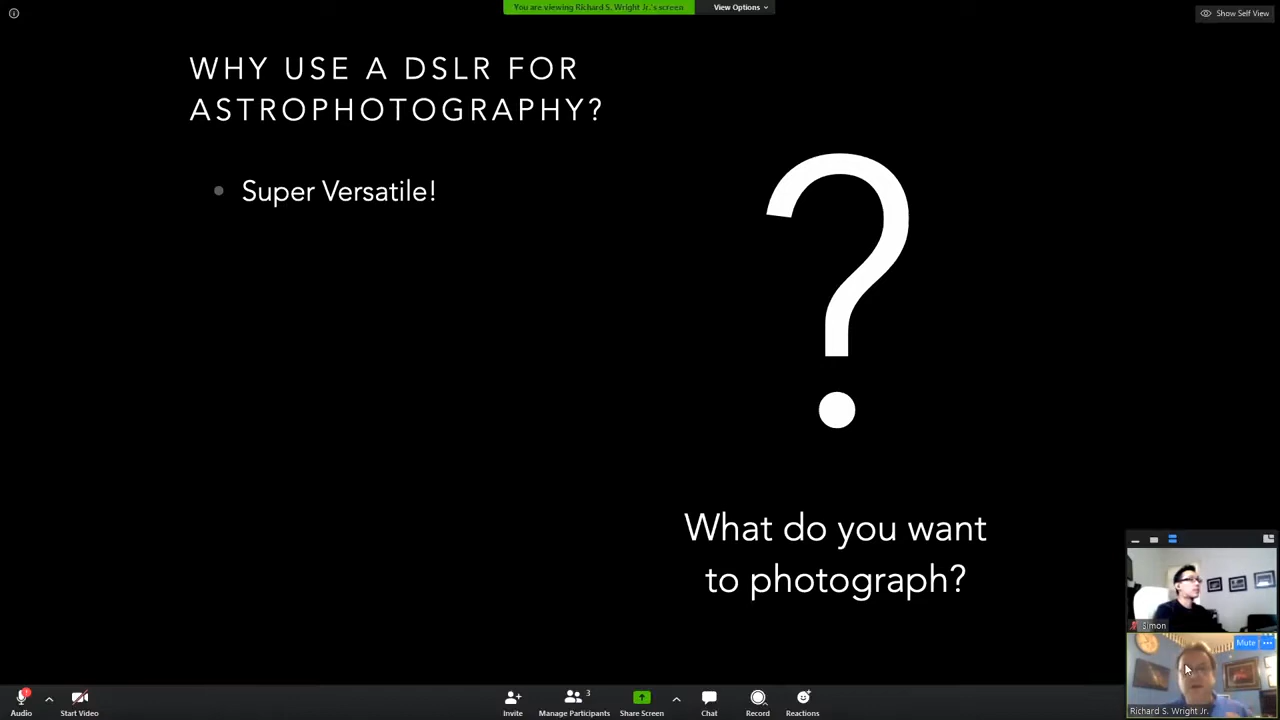 You are viewing Richard S. Wright Jr.'s screen
View Options
Show Self View
WHY USE A DSLR FOR
ASTROPHOTOGRAPHY?
Super Versatile!
?
What do you want
to photograph?
Simon
Mute
Richard S. Wright Jr.
Audio
Start Video
Invite
Manage Participants
3
Share Screen
Chat
Record
Reactions